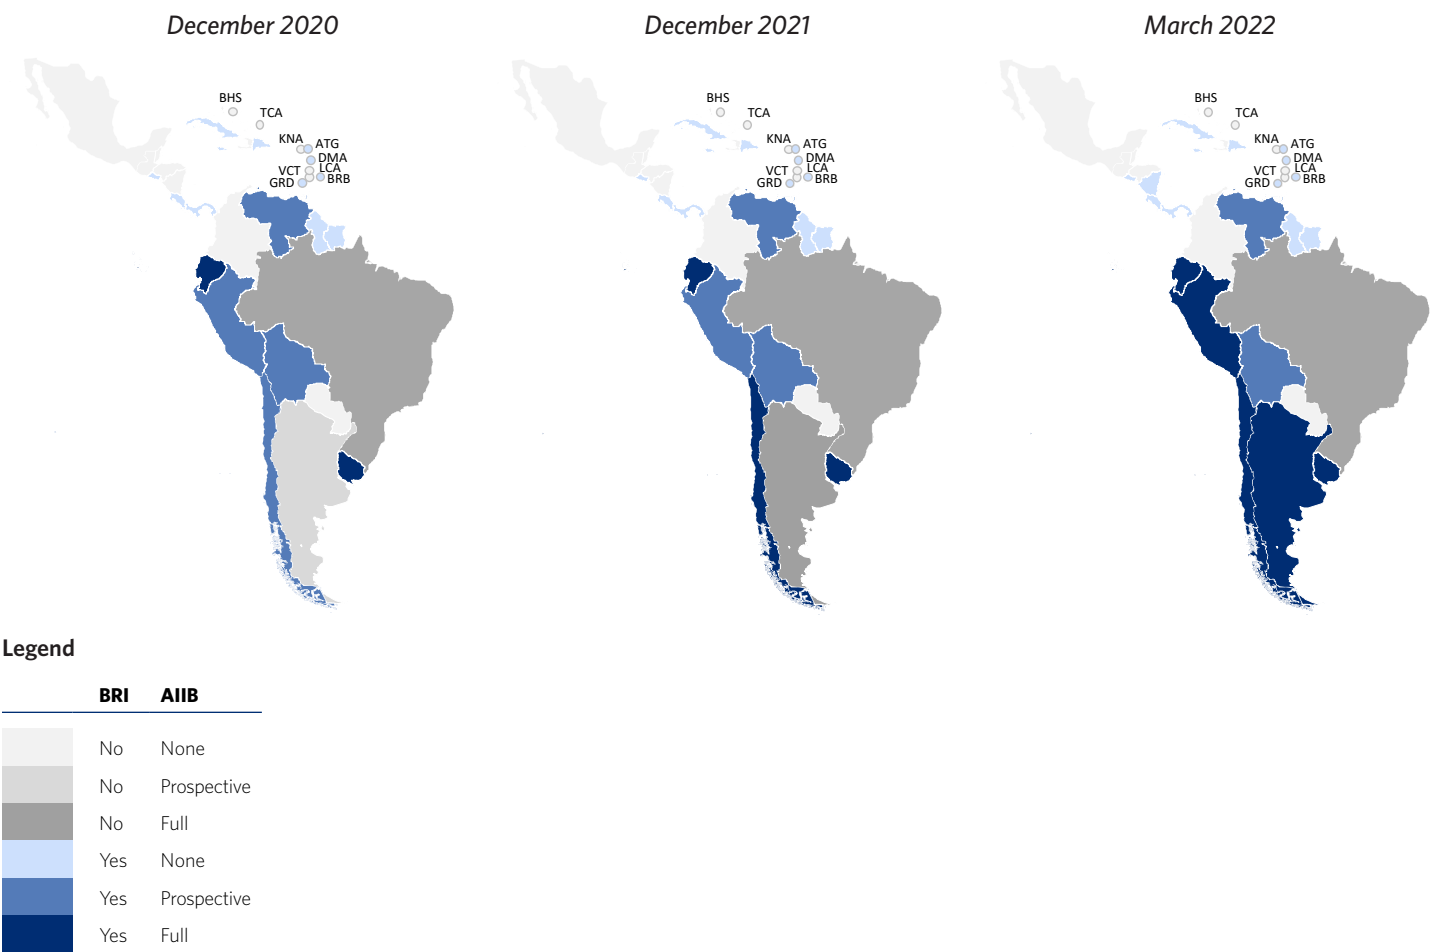 December 2020
December 2021
March 2022
BHS
TCA
KNA
ATG
DMA
VCT
LCA
GRD
BRB
BHS
TCA
KNA
ATG
DMA
VCT
LCA
GRD
BRB
BHS
TCA
KNA
ATG
DMA
VCT
LCA
GRD
BRB
Legend
BRI AIIB
No None
No Prospective
No Full
Yes None
Yes Prospective
Yes Full